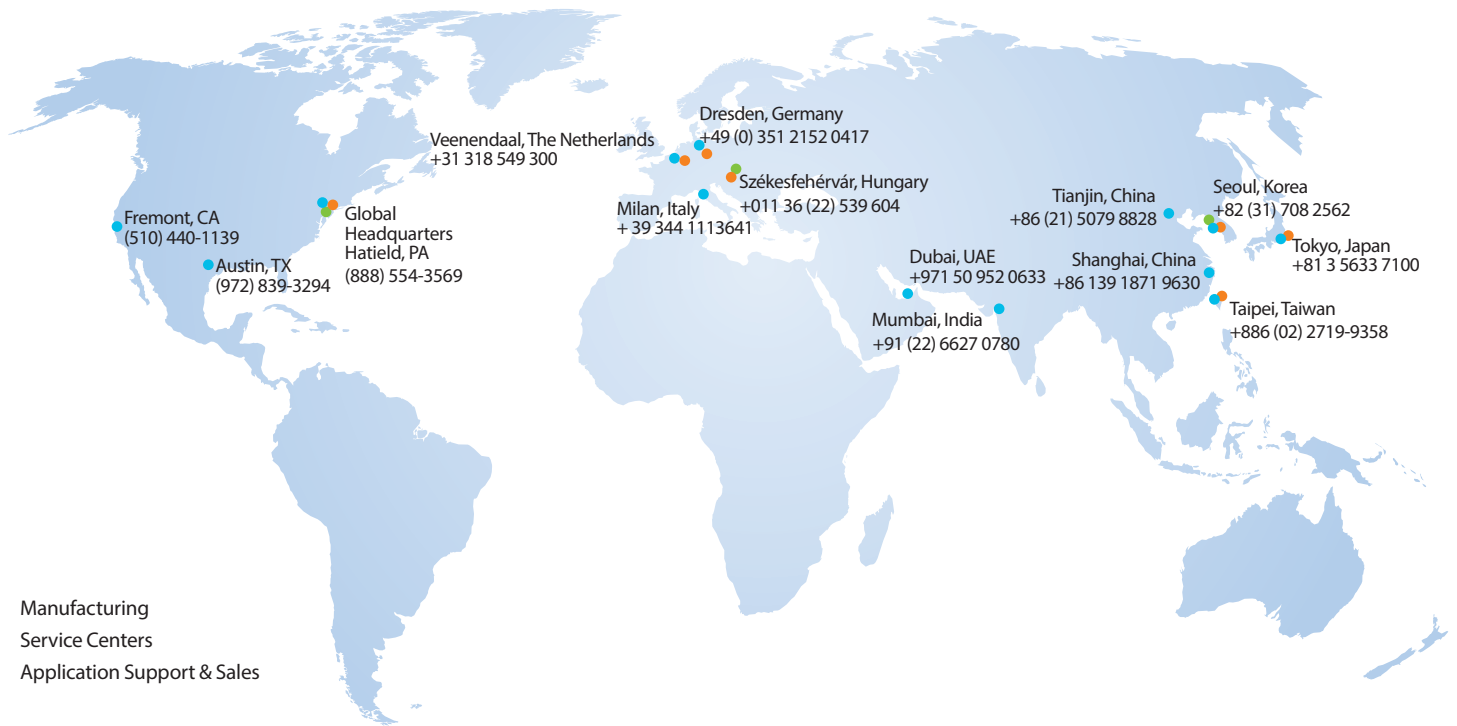 Dresden, Germany
+49 (0) 351 2152 0417
Veenendaal, The Netherlands
+31 318 549 300
Székesfehérvár, Hungary
+011 36 (22) 539 604
Milan, Italy
+ 39 344 1113641
Fremont, CA
(510) 440-1139
Austin, TX
(972) 839-3294
Global
Headquarters
Hatield, PA
(888) 554-3569
Tianjin, China
+86 (21) 5079 8828
Seoul, Korea
+82 (31) 708 2562
Tokyo, Japan
+81 3 5633 7100
Dubai, UAE
+971 50 952 0633
Shanghai, China
+86 139 1871 9630
Mumbai, India
+91 (22) 6627 0780
Taipei, Taiwan
+886 (02) 2719-9358
Manufacturing
Service Centers
Application Support & Sales